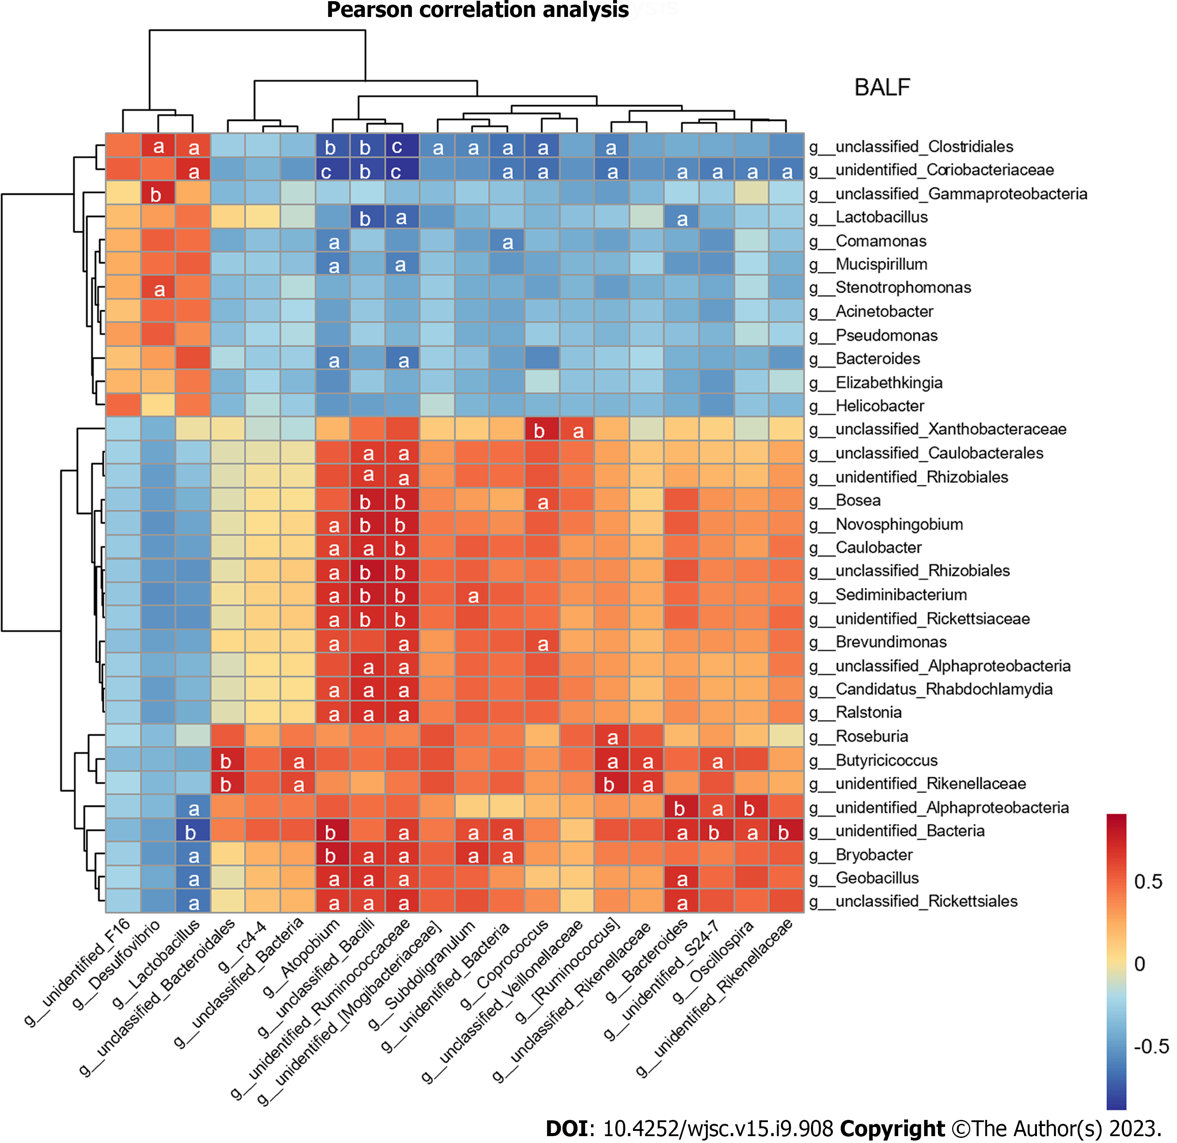 Pearson correlation analysis
BALF
a a b b c a a a a a g__unclassified_Clostridiales
a c b c a a a a a a a g__unidentified_Coriobacteriaceae
b g__unclassified_Gammaproteobacteria
b a a g__Lactobacillus
a a g__Comamonas
a a g__Mucispirillum
a g__Stenotrophomonas
g__Acinetobacter
g__Pseudomonas
a a g__Bacteroides
g__Elizabethkingia
g__Helicobacter
b a g__unclassified_Xanthobacteraceae
a a g__unclassified_Caulobacterales
a a g__unidentified_Rhizobiales
b b a g__Bosea
a b b g__Novosphingobium
a a b g__Caulobacter
a b b g__unclassified_Rhizobiales
a b b a g__Sediminibacterium
a b b g__unidentified_Rickettsiaceae
a a a g__Brevundimonas
a a g__unclassified_Alphaproteobacteria
a a a g__Candidatus_Rhabdochlamydia
a a a g__Ralstonia
a g__Roseburia
b a a a a g__Butyricicoccus
b a b a g__unidentified_Rikenellaceae
a b a b g__unidentified_Alphaproteobacteria
b b a a a a b a b g__unidentified_Bacteria
a b a a a a g__Bryobacter
a a a a a g__Geobacillus
a a a a a g__unclassified_Rickettsiales
0.5
0
-0.5
g__unidentified_F16
g__Desulfovibrio
g__Lactobacillus
g__unclassified_Bacteroidales
g__rc4-4
g__unclassified_Bacteria
g__Atopobium
g__unclassified_Bacilli
g__unidentified_Ruminococcaceae
g__unidentified_[Mogibacteriaceae]
g__Subdoligranulum
g__unidentified_Bacteria
g__Coprococcus
g__unclassified_Veillonellaceae
g__[Ruminococcus]
g__unclassified_Rikenellaceae
g__Bacteroides
g__unidentified_S24-7
g__Oscillospira
g__unidentified_Rikenellaceae
DOI: 10.4252/wjsc.v15.i9.908 Copyright ©The Author(s) 2023.